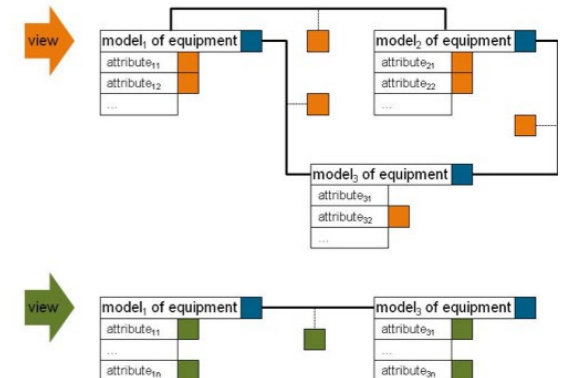 view
model₁ of equipment
attribute₁₁
attribute₁₂
...
model₂ of equipment
attribute₂₁
attribute₂₂
...
model₃ of equipment
attribute₃₁
attribute₃₂
...
view
model₁ of equipment
attribute₁₁
...
attribute₁ₙ
model₃ of equipment
attribute₃₁
...
attribute₃ₙ